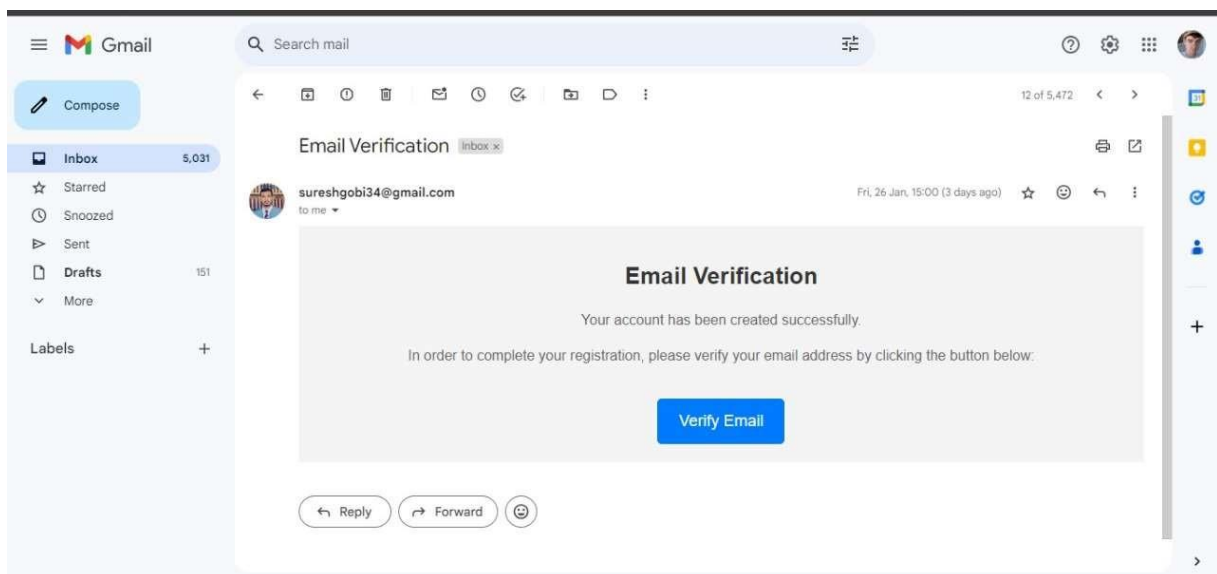 Gmail
Search mail
Compose
12 of 5,472
Inbox 5,031
Starred
Snoozed
Sent
Drafts 151
More
Labels
Email Verification Inbox x
sureshgobi34@gmail.com Fri, 26 Jan, 15:00 (3 days ago)
to me
Email Verification
Your account has been created successfully.
In order to complete your registration, please verify your email address by clicking the button below:
Verify Email
Reply Forward
31